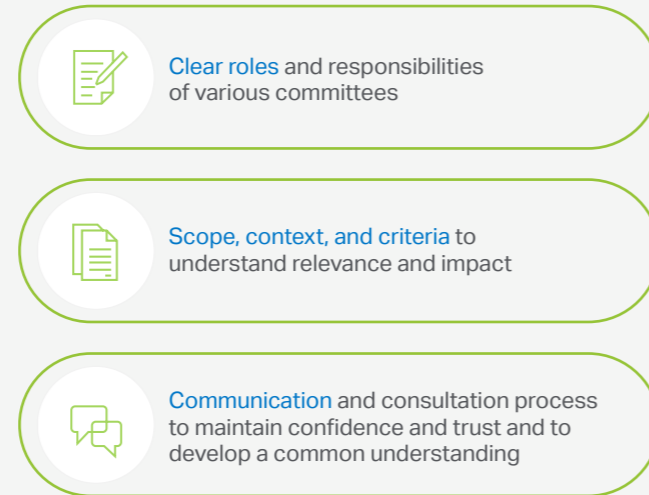 Clear roles and responsibilities
of various committees
Scope, context, and criteria to
understand relevance and impact
Communication and consultation process
to maintain confidence and trust and to
develop a common understanding